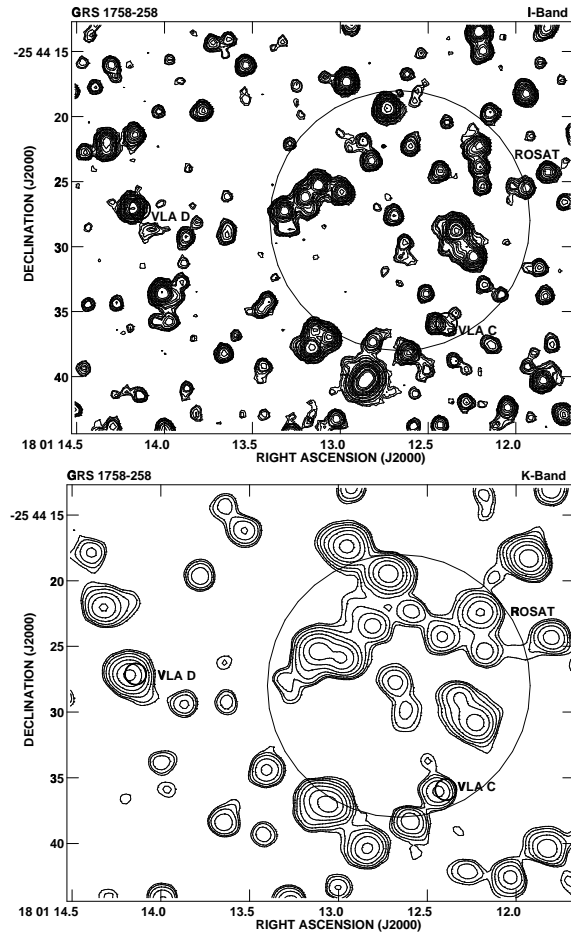 GRS 1758-258 I-Band
-25 44 15
20
25
30
35
40
DECLINATION (J2000)
ROSAT
VLA D
VLA C
18 01 14.5 14.0 13.5 13.0 12.5 12.0
RIGHT ASCENSION (J2000)
GRS 1758-258 K-Band
-25 44 15
20
25
30
35
40
DECLINATION (J2000)
ROSAT
VLA D
VLA C
18 01 14.5 14.0 13.5 13.0 12.5 12.0
RIGHT ASCENSION (J2000)